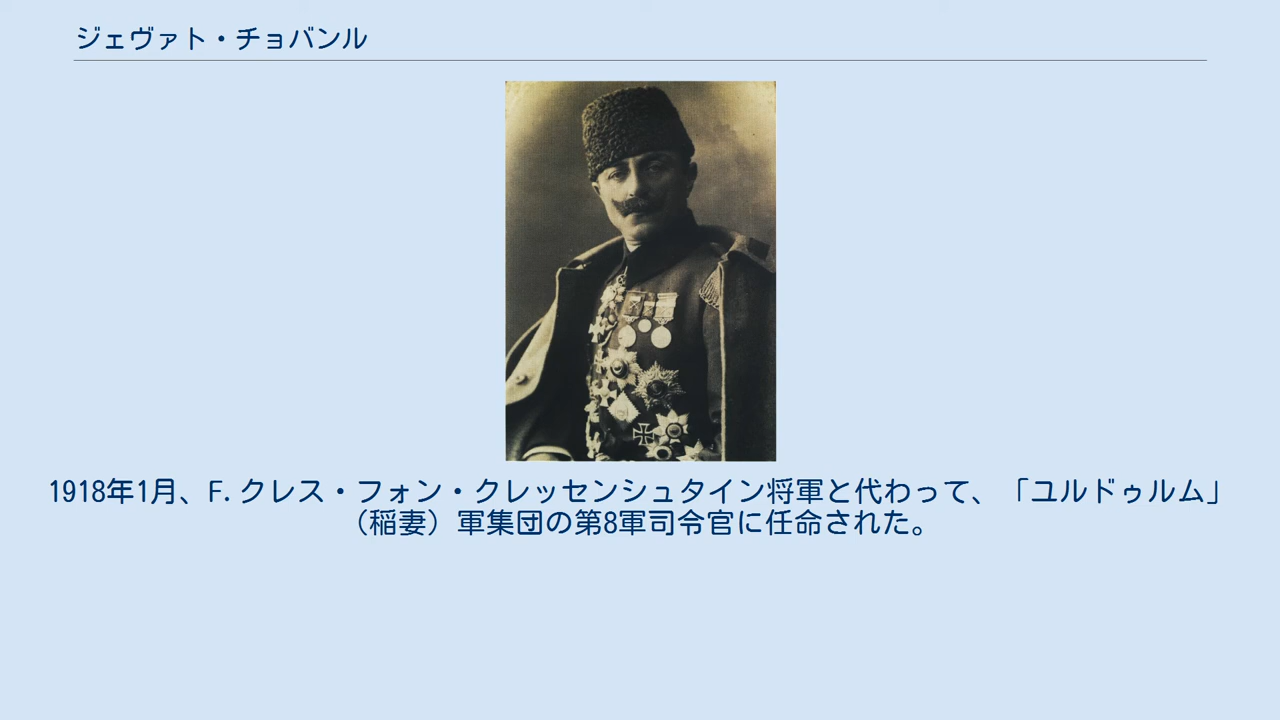 ジェヴァト・チョバンル
1918年1月、F.クレス・フォン・クレッセンシュタイン将軍と代わって、「ユルドゥルム」
（稲妻）軍集団の第8軍司令官に任命された。